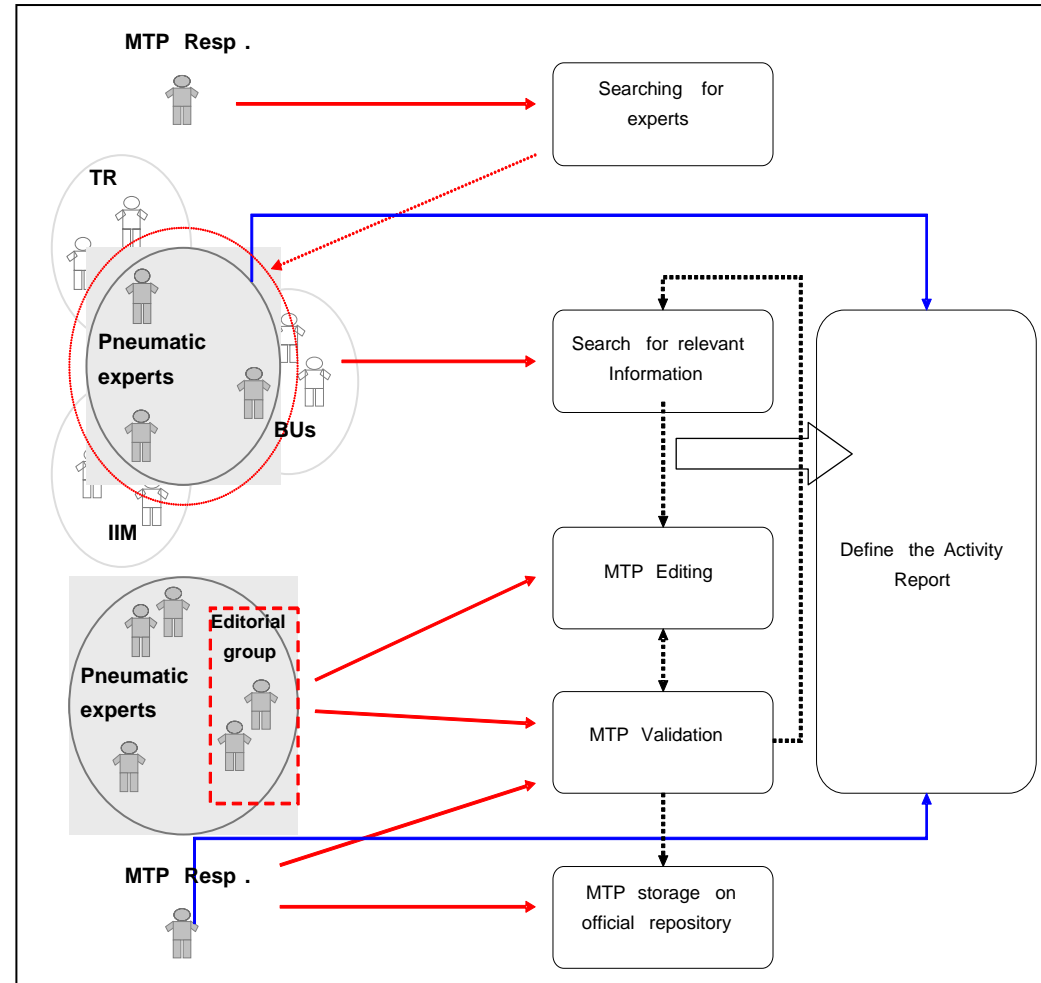 MTP Resp .
Searching for
experts
TR
Pneumatic
experts
BUs
IIM
Search for relevant
Information
Define the Activity
Report
MTP Editing
Editorial
group
Pneumatic
experts
MTP Validation
MTP Resp .
MTP storage on
official repository